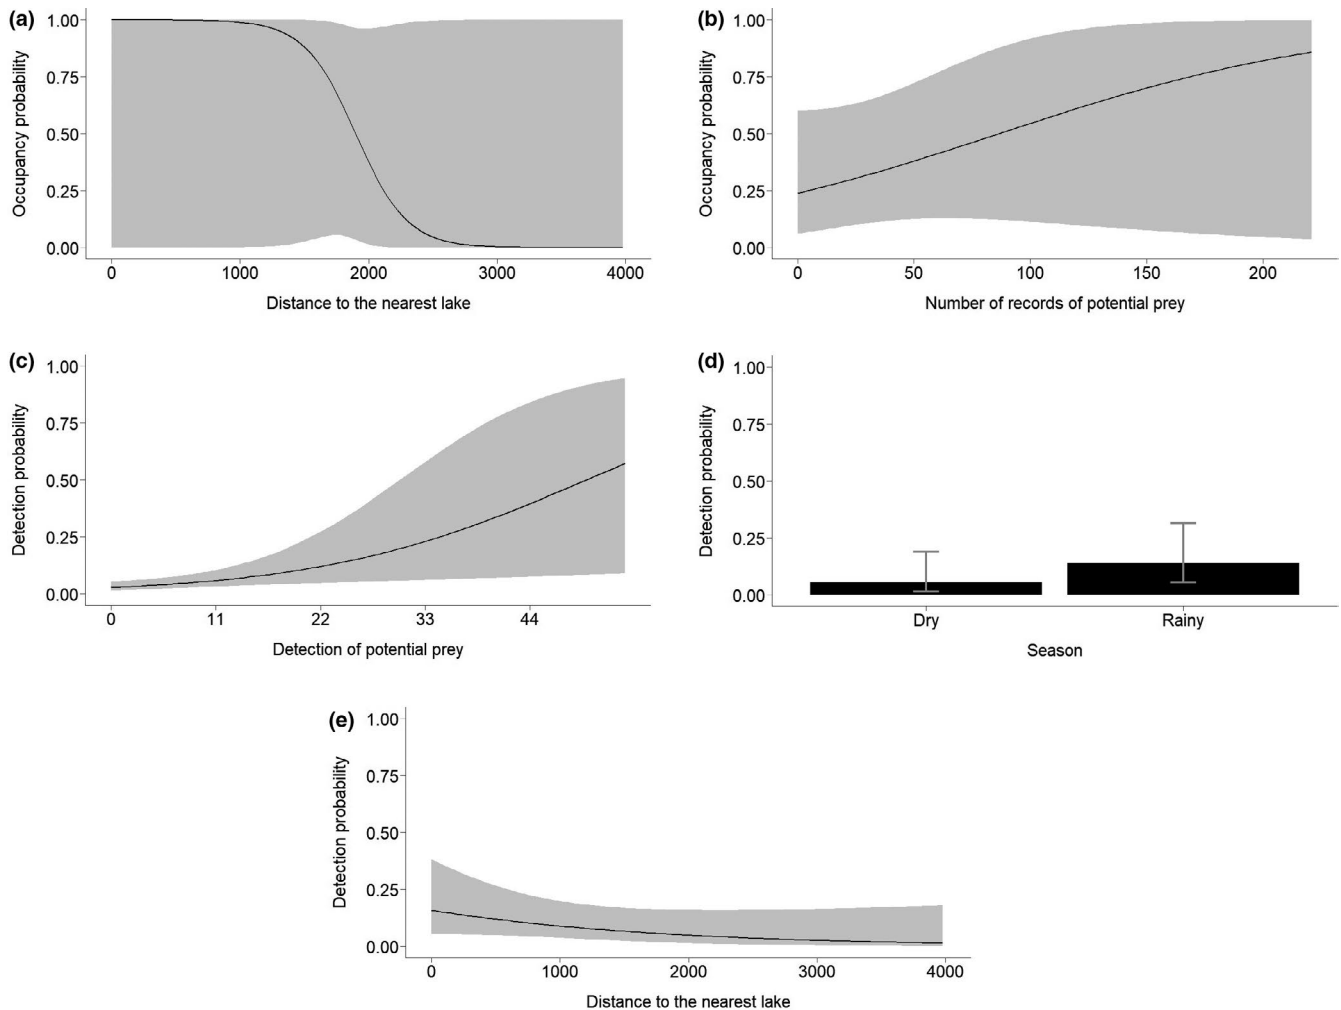 (a)
Occupancy probability
1.00
0.75
0.50
0.25
0.00
0 1000 2000 3000 4000
Distance to the nearest lake
(b)
Occupancy probability
1.00
0.75
0.50
0.25
0.00
0 50 100 150 200
Number of records of potential prey
(c)
Detection probability
1.00
0.75
0.50
0.25
0.00
0 11 22 33 44
Detection of potential prey
(d)
Detection probability
1.00
0.75
0.50
0.25
0.00
Dry Rainy
Season
(e)
Detection probability
1.00
0.75
0.50
0.25
0.00
0 1000 2000 3000 4000
Distance to the nearest lake